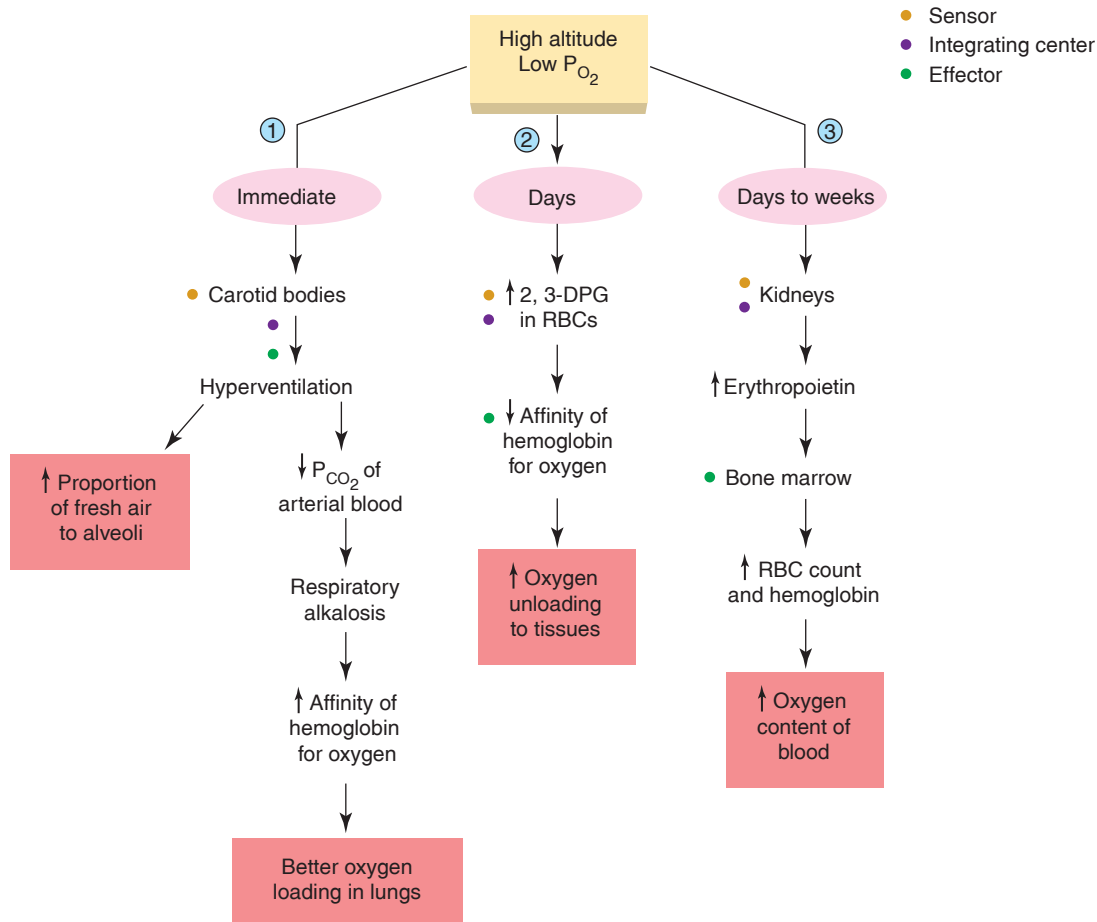 High altitude
Low PO2
Sensor
Integrating center
Effector
1
Immediate
Carotid bodies
Hyperventilation
↑ Proportion
of fresh air
to alveoli
↓ PCO2 of
arterial blood
Respiratory
alkalosis
↑ Affinity of
hemoglobin
for oxygen
Better oxygen
loading in lungs
2
Days
↑ 2, 3-DPG
in RBCs
↓ Affinity of
hemoglobin
for oxygen
↑ Oxygen
unloading
to tissues
3
Days to weeks
Kidneys
↑ Erythropoietin
Bone marrow
↑ RBC count
and hemoglobin
↑ Oxygen
content of
blood